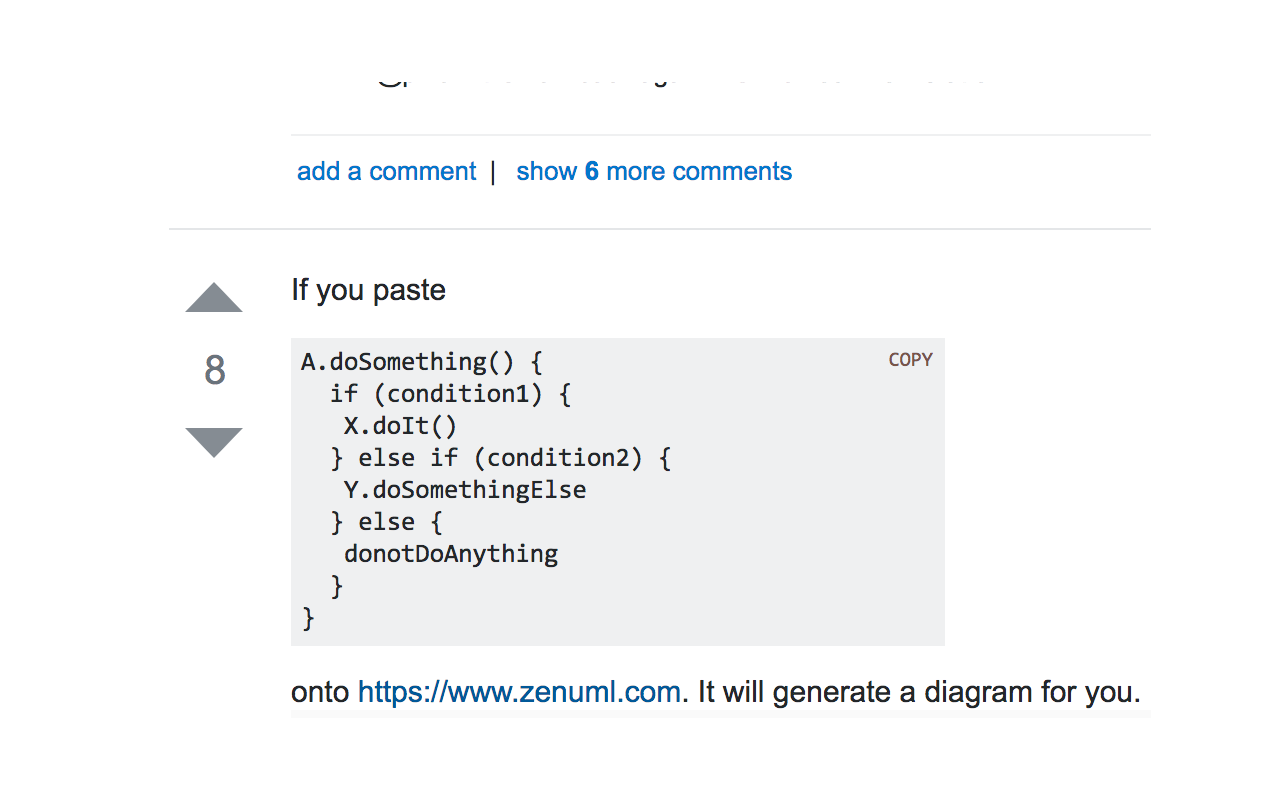 add a comment | show 6 more comments
If you paste
8
A.doSomething() {
COPY
  if (condition1) {
   X.doIt()
  } else if (condition2) {
   Y.doSomethingElse
  } else {
   donotDoAnything
  }
}
onto https://www.zenuml.com. It will generate a diagram for you.